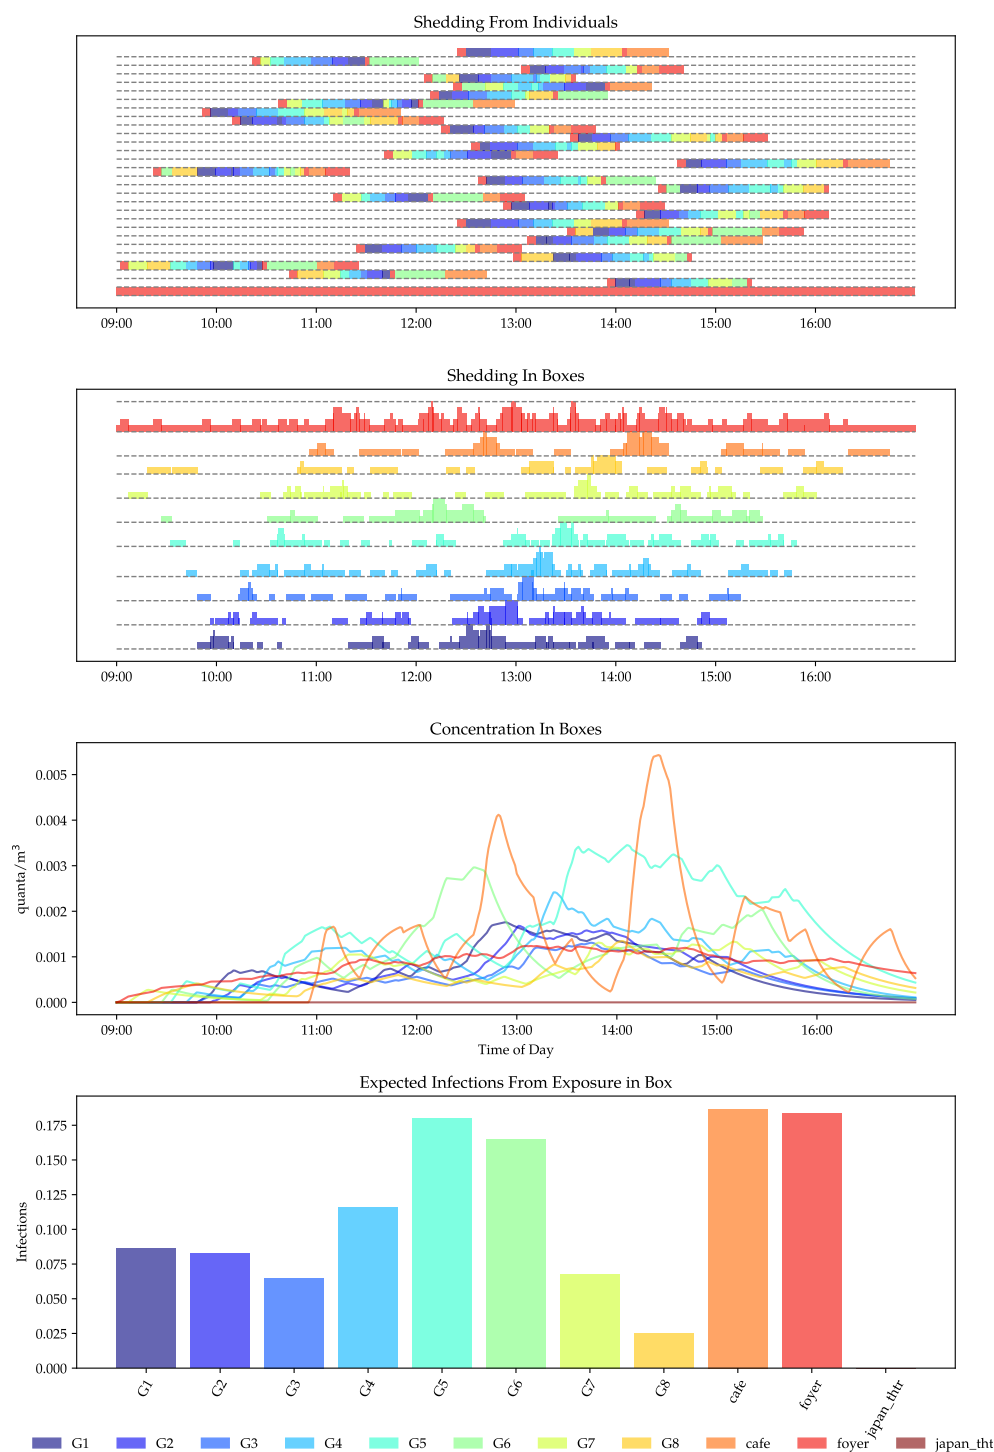 Shedding From Individuals
09:00 10:00 11:00 12:00 13:00 14:00 15:00 16:00
Shedding In Boxes
09:00 10:00 11:00 12:00 13:00 14:00 15:00 16:00
Concentration In Boxes
quanta/m³
0.005
0.004
0.003
0.002
0.001
0.000
09:00 10:00 11:00 12:00 13:00 14:00 15:00 16:00
Time of Day
Expected Infections From Exposure in Box
Infections
0.175
0.150
0.125
0.100
0.075
0.050
0.025
0.000
G1 G2 G3 G4 G5 G6 G7 G8 cafe foyer japan_thtr
G1 G2 G3 G4 G5 G6 G7 G8 cafe foyer japan_tht